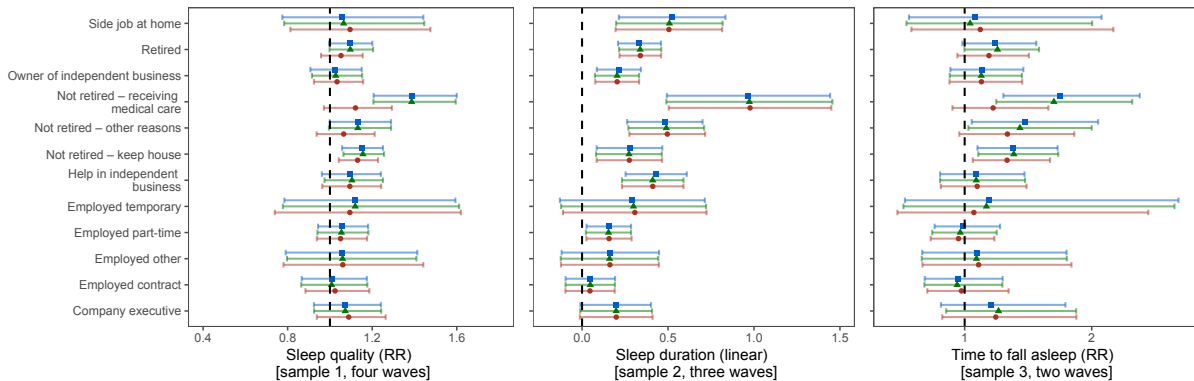 Side job at home
Retired
Owner of independent business
Not retired – receiving
medical care
Not retired – other reasons
Not retired – keep house
Help in independent
business
Employed temporary
Employed part-time
Employed other
Employed contract
Company executive
0.4 0.8 1.2 1.6
0.0 0.5 1.0 1.5
1 2
Sleep quality (RR)
[sample 1, four waves]
Sleep duration (linear)
[sample 2, three waves]
Time to fall asleep (RR)
[sample 3, two waves]